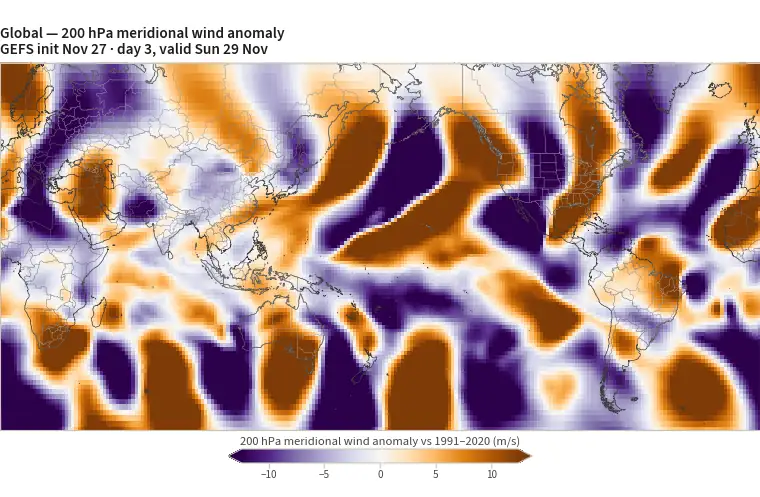 Global — 200 hPa meridional wind anomaly
GEFS init Nov 27 · day 3, valid Sun 29 Nov
200 hPa meridional wind anomaly vs 1991–2020 (m/s)
−10 −5 0 5 10